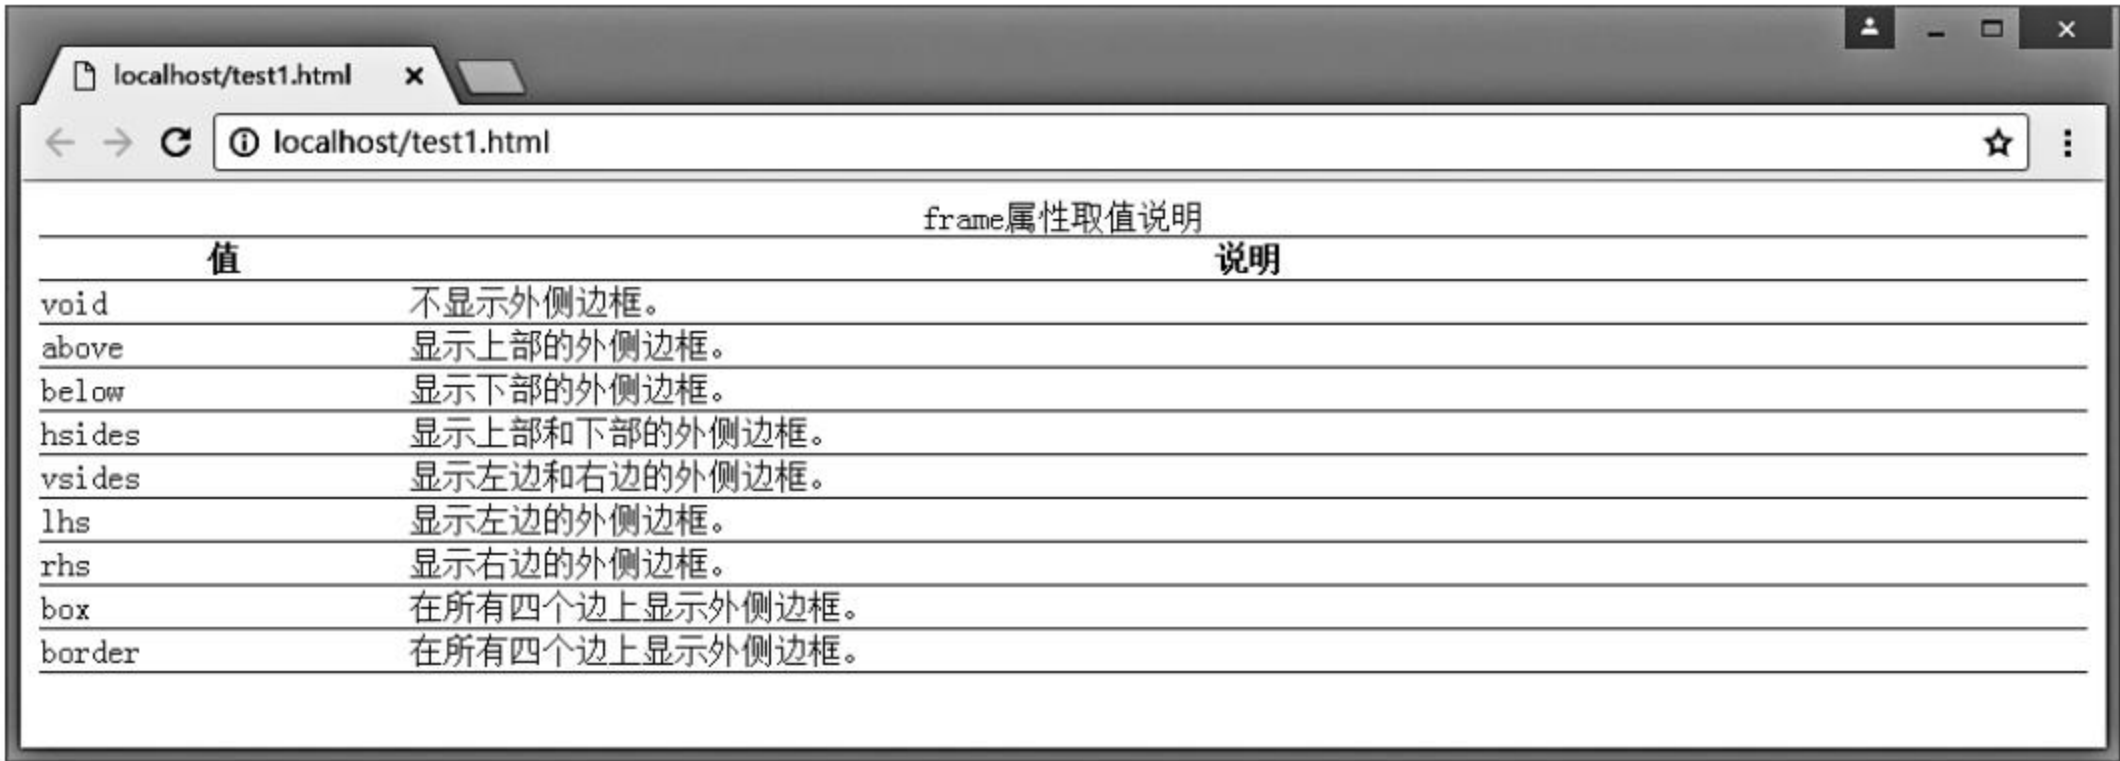 localhost/test1.html
localhost/test1.html
frame属性取值说明
值 说明
void 不显示外侧边框。
above 显示上部的外侧边框。
below 显示下部的外侧边框。
hsides 显示上部和下部的外侧边框。
vsides 显示左边和右边的外侧边框。
lhs 显示左边的外侧边框。
rhs 显示右边的外侧边框。
box 在所有四个边上显示外侧边框。
border 在所有四个边上显示外侧边框。